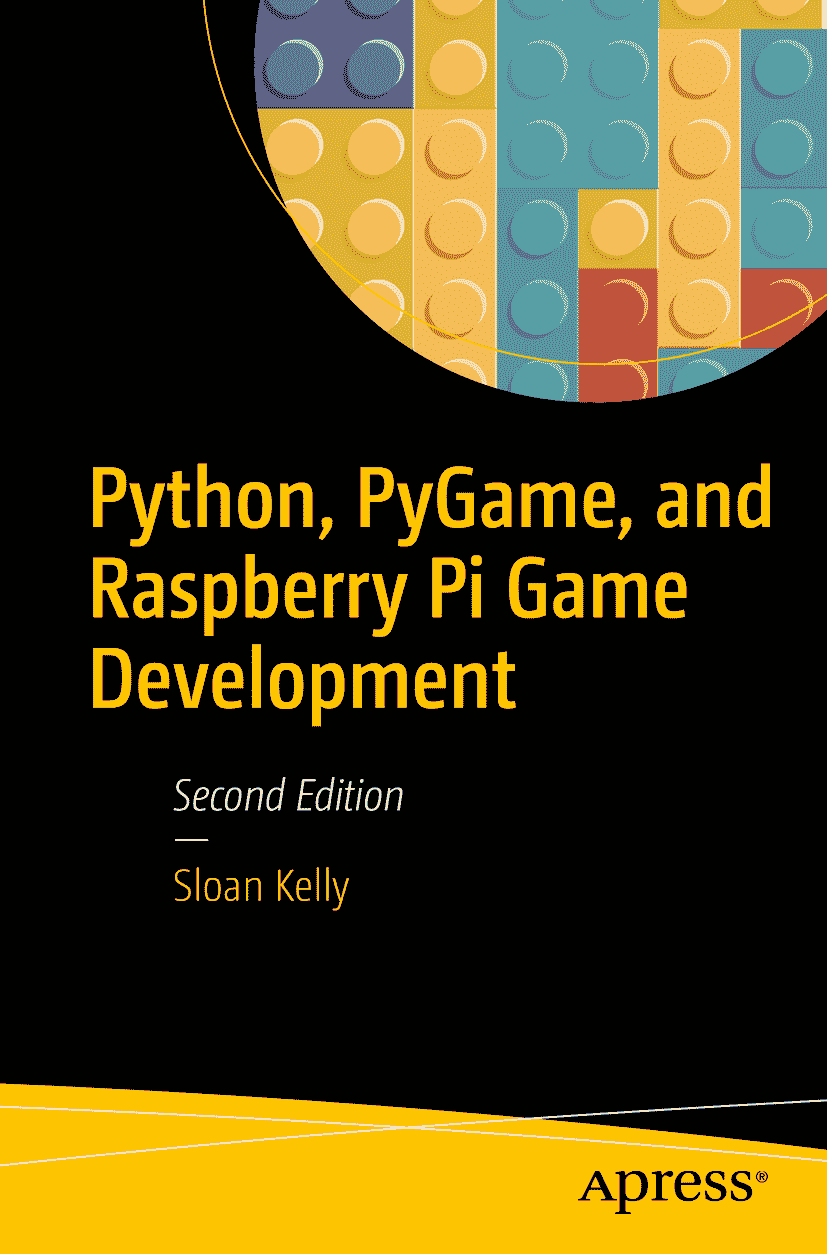 Python, PyGame, and
Raspberry Pi Game
Development
Second Edition
Sloan Kelly
Apress®